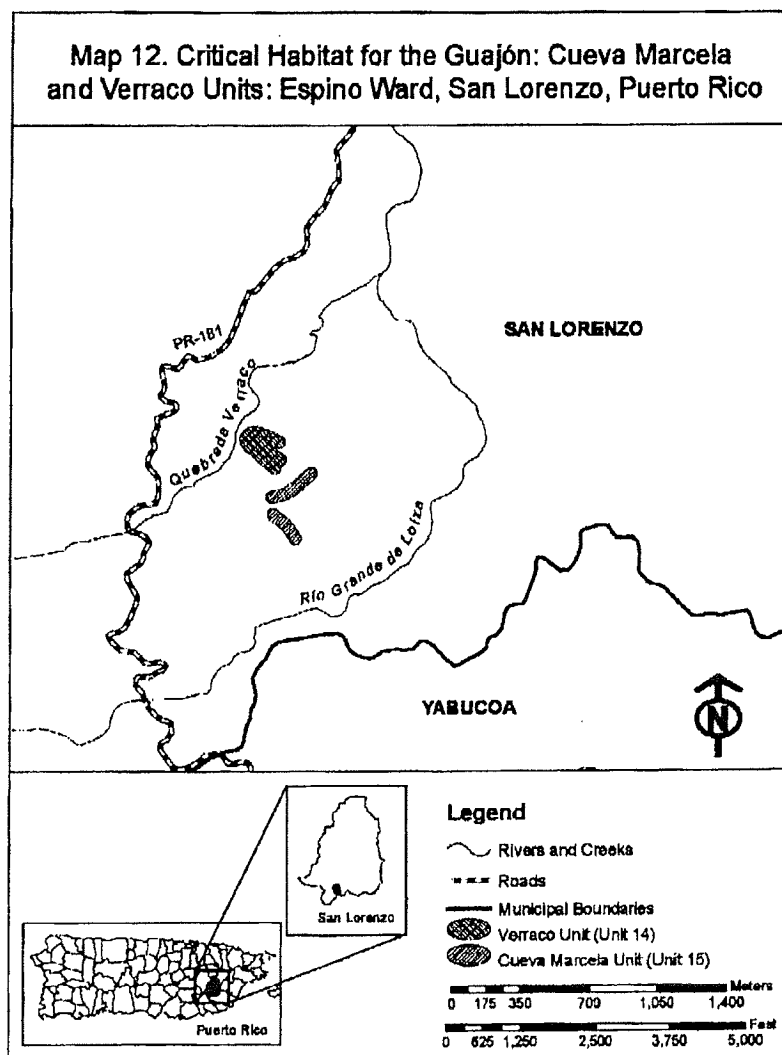 Map 12. Critical Habitat for the Guajón: Cueva Marcela
and Verraco Units: Espino Ward, San Lorenzo, Puerto Rico
PR-181
SAN LORENZO
Quebrada Verraco
Río Grande de Loíza
YABUCOA
N
San Lorenzo
Puerto Rico
Legend
Rivers and Creeks
Roads
Municipal Boundaries
Verraco Unit (Unit 14)
Cueva Marcela Unit (Unit 15)
Meters
0 175 350 700 1,050 1,400
Feet
0 625 1,250 2,500 3,750 5,000